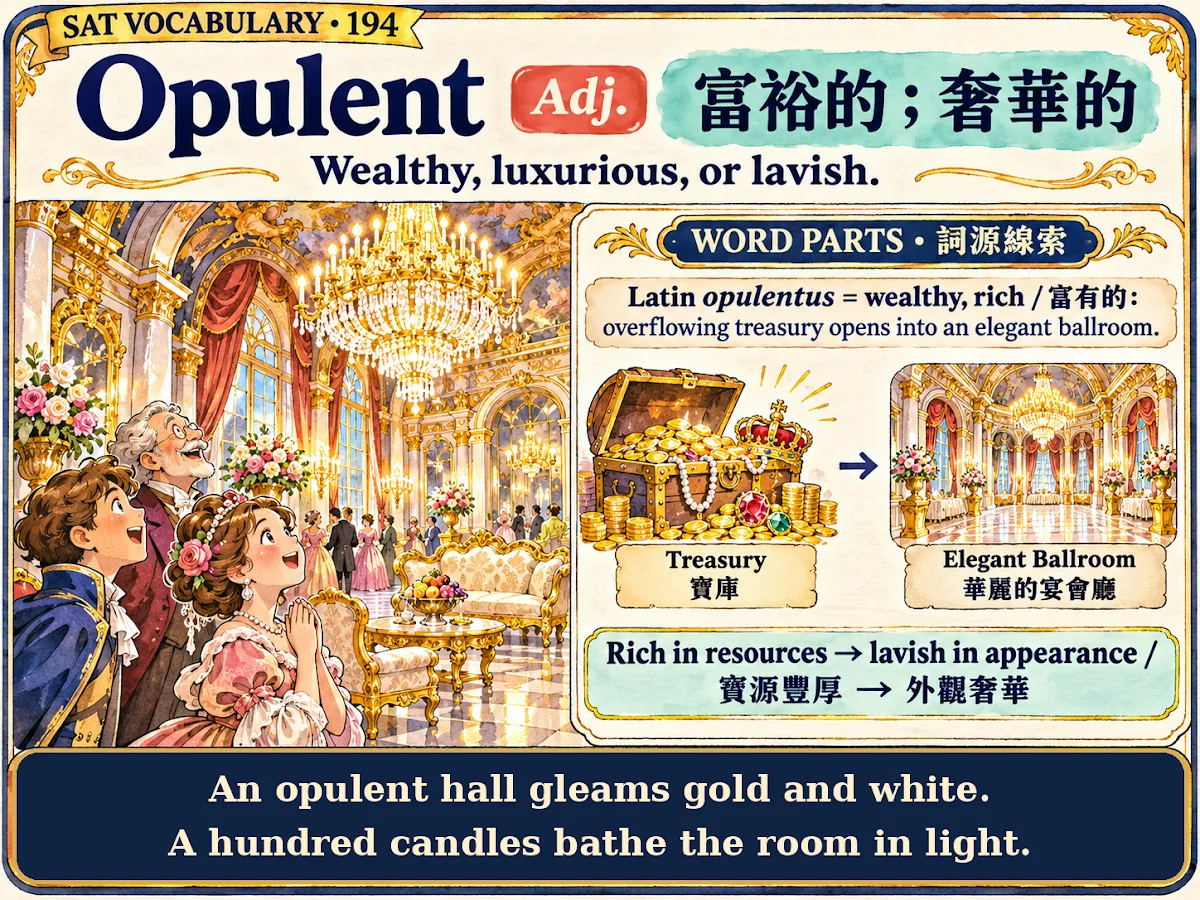 SAT VOCABULARY • 194
Opulent
Adj.
富裕的；奢華的
Wealthy, luxurious, or lavish.
WORD PARTS • 詞源線索
Latin opulentus = wealthy, rich / 富有的:
overflowing treasury opens into an elegant ballroom.
Treasury
寶庫
Elegant Ballroom
華麗的宴會廳
Rich in resources → lavish in appearance /
寶源豐厚 → 外觀奢華
An opulent hall gleams gold and white.
A hundred candles bathe the room in light.